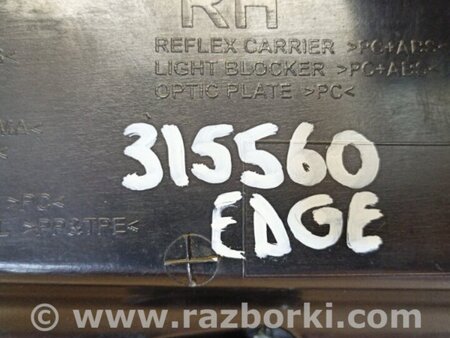 RH
REFLEX CARRIER >PC+ABS<
LIGHT BLOCKER >PC+ABS<
OPTIC PLATE >PC<
315560
>PP&TPE<
EDGE
www.razborki.com